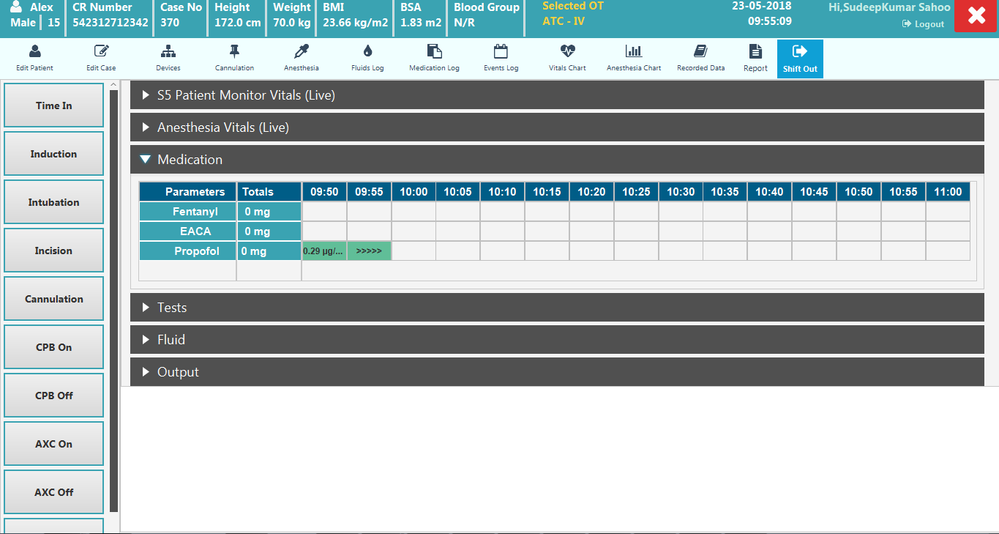 Alex
Male 15
CR Number
542312712342
Case No
370
Height
172.0 cm
Weight
70.0 kg
BMI
23.66 kg/m2
BSA
1.83 m2
Blood Group
N/R
Selected OT
ATC - IV
23-05-2018
09:55:09
Hi,SudeepKumar Sahoo
Logout
Edit Patient
Edit Case
Devices
Cannulation
Anesthesia
Fluids Log
Medication Log
Events Log
Vitals Chart
Anesthesia Chart
Recorded Data
Report
Shift Out
Time In
Induction
Intubation
Incision
Cannulation
CPB On
CPB Off
AXC On
AXC Off
S5 Patient Monitor Vitals (Live)
Anesthesia Vitals (Live)
Medication
Parameters Totals 09:50 09:55 10:00 10:05 10:10 10:15 10:20 10:25 10:30 10:35 10:40 10:45 10:50 10:55 11:00
Fentanyl 0 mg
EACA 0 mg
Propofol 0 mg 0.29 µg/... >>>>>
Tests
Fluid
Output